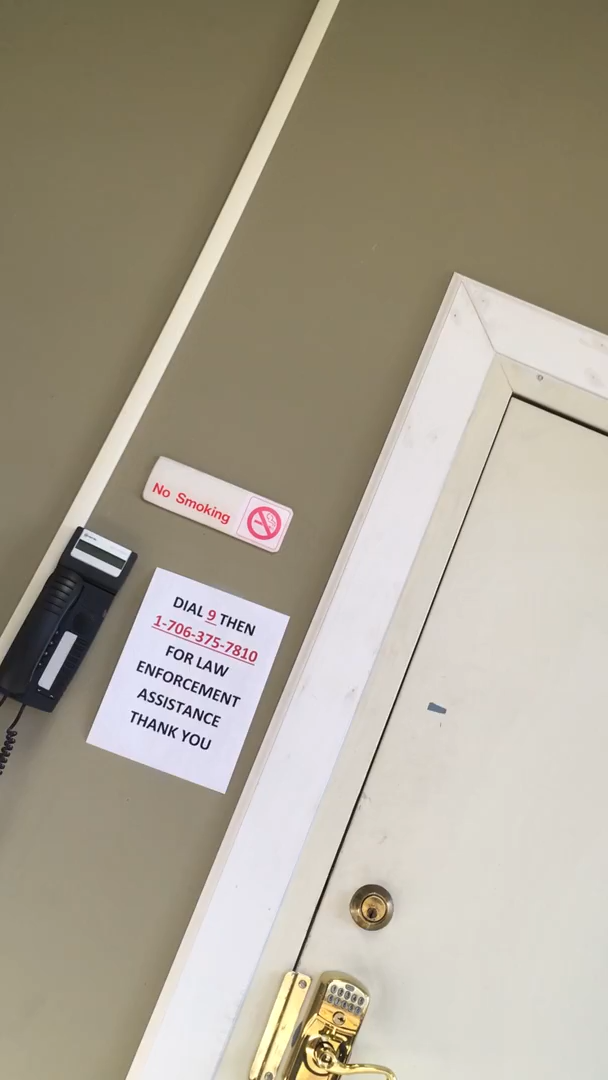 No Smoking
DIAL 9 THEN
1-706-375-7810
FOR LAW
ENFORCEMENT
ASSISTANCE
THANK YOU